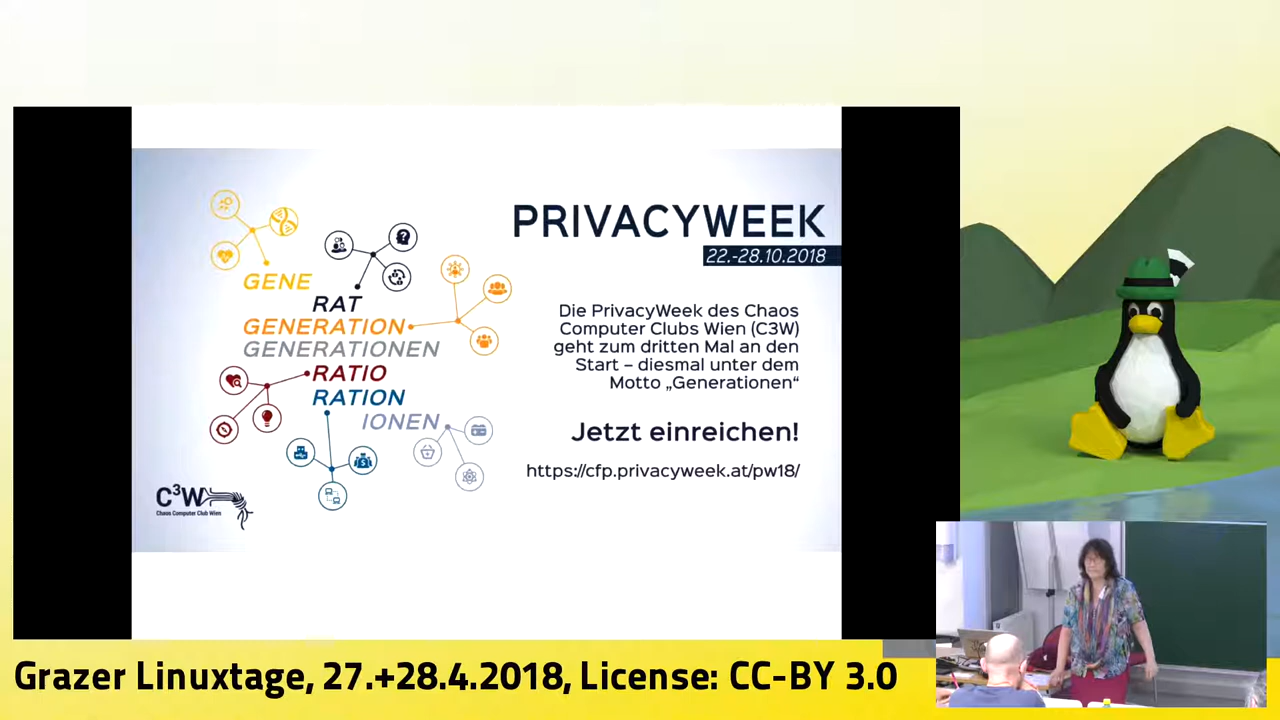 PRIVACYWEEK
22.-28.10.2018
GENE
RAT
GENERATION
GENERATIONEN
RATIO
RATION
IONEN
Die PrivacyWeek des Chaos
Computer Clubs Wien (C3W)
geht zum dritten Mal an den
Start – diesmal unter dem
Motto „Generationen“
Jetzt einreichen!
https://cfp.privacyweek.at/pw18/
C3W
Chaos Computer Club Wien
Grazer Linuxtage, 27.+28.4.2018, License: CC-BY 3.0